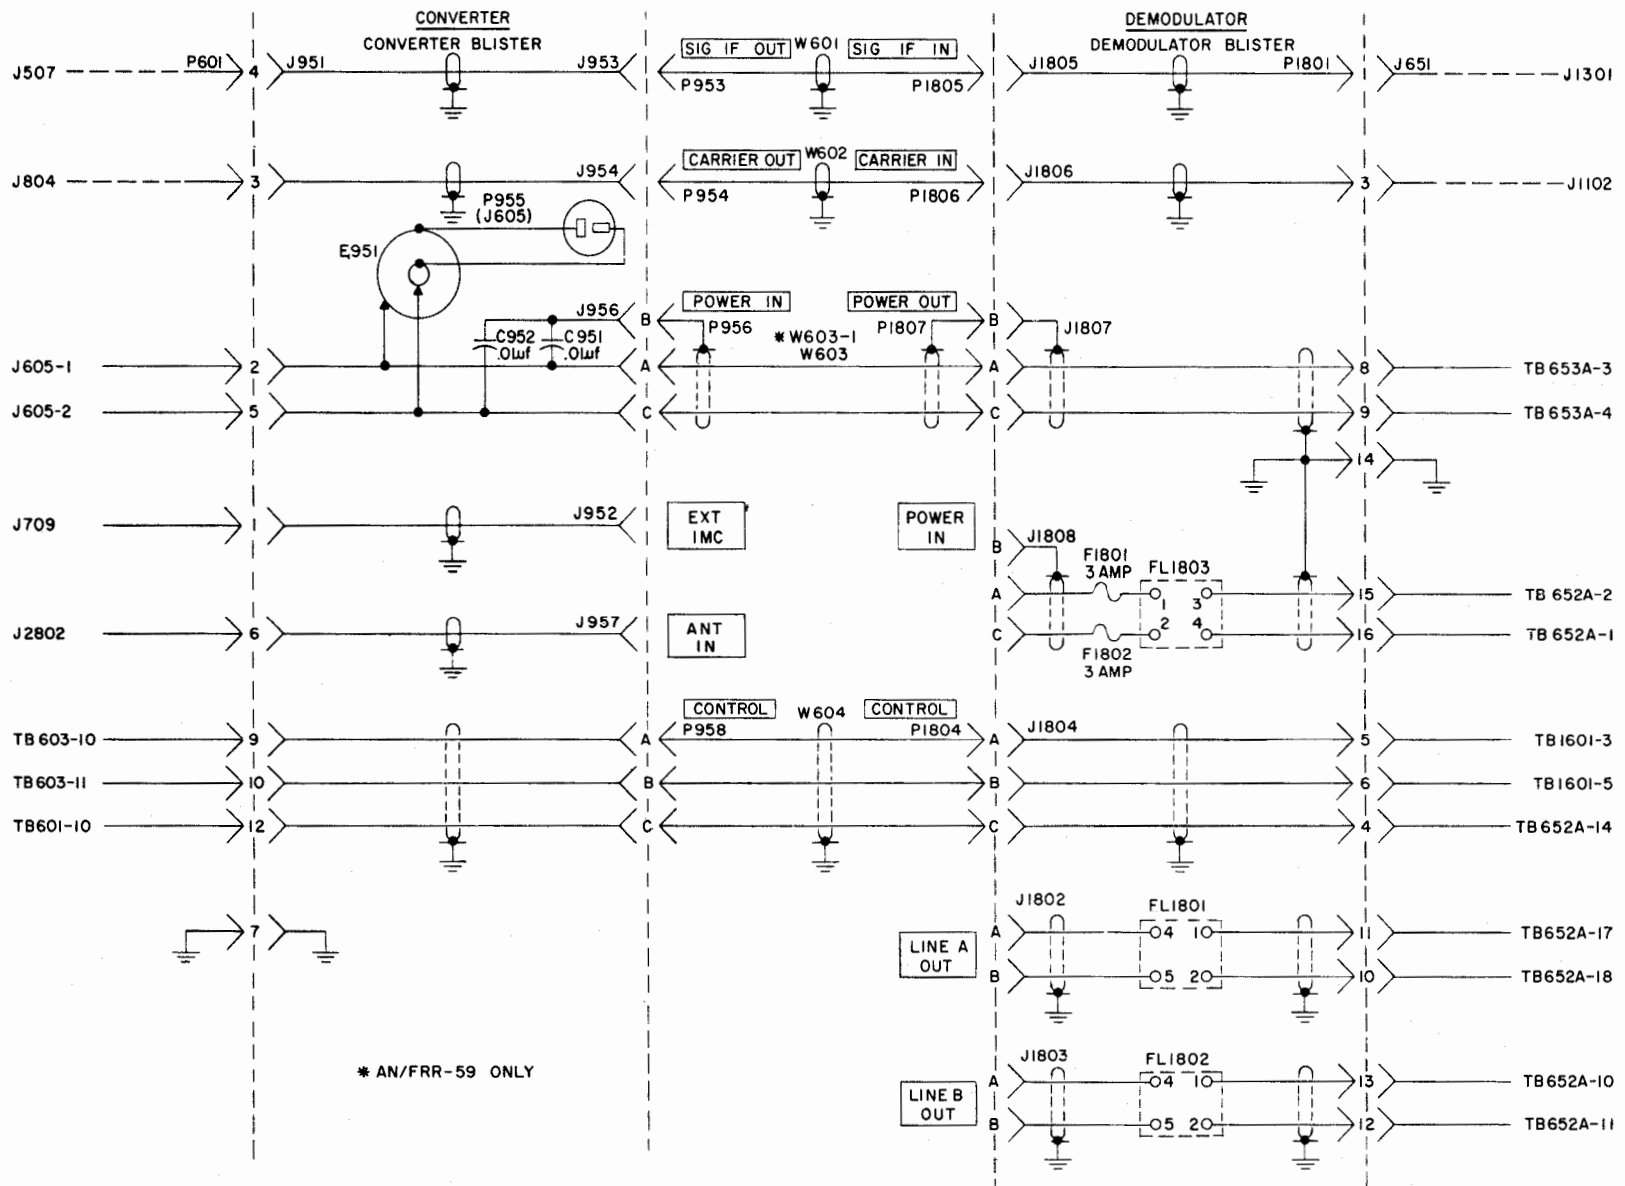 CONVERTER
CONVERTER BLISTER
DEMODULATOR
DEMODULATOR BLISTER
J507 P601 4 J951 J953 SIG IF OUT W601 SIG IF IN J1805 P1801 1 J651 J1301
P953 P1805
J804 3 J954 CARRIER OUT W602 CARRIER IN J1806 3 J1102
P954 P1806
P955
(J605)
E951
J956 B POWER IN POWER OUT B J1807
P956 P1807
* W603-1
W603
C952
.01uf
C951
.01uf
J605-1 2 A A 8 TB653A-3
J605-2 5 C C 9 TB653A-4
14
J709 1 J952 EXT
1MC
POWER
IN
B J1808
F1801
3 AMP
FL1803
A 1 3 15 TB652A-2
J2802 6 J957 ANT
IN
C 2 4 16 TB652A-1
F1802
3 AMP
CONTROL W604 CONTROL
P958 P1804 J1804
TB603-10 9 A A 5 TB1601-3
TB603-11 10 B B 6 TB1601-5
TB601-10 12 C C 4 TB652A-14
7
J1802 FL1801
LINE A
OUT
A 4 1 11 TB652A-17
B 5 2 10 TB652A-18
J1803 FL1802
LINE B
OUT
A 4 1 13 TB652A-10
B 5 2 12 TB652A-11
* AN/FRR-59 ONLY